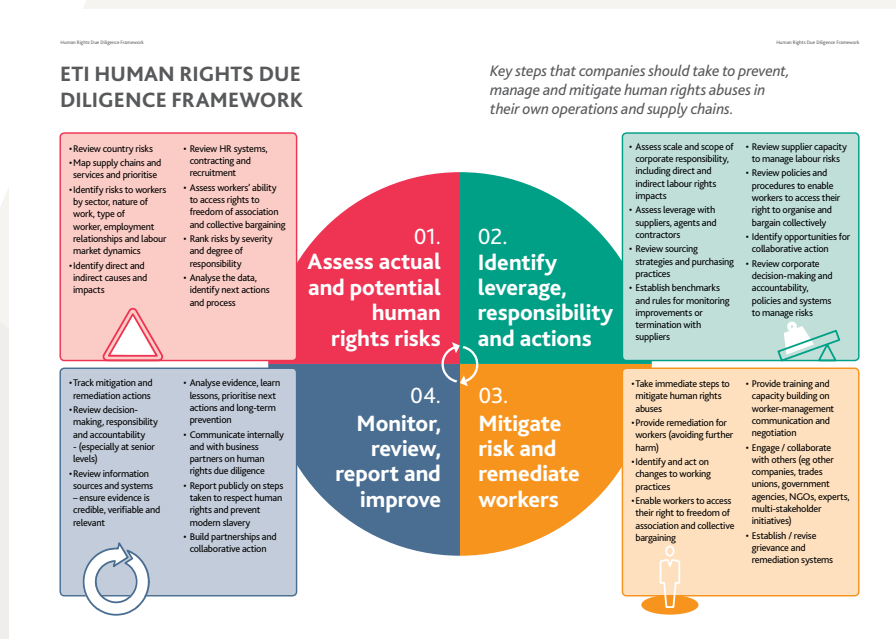 Human Rights Due Diligence Framework
Human Rights Due Diligence Framework
ETI HUMAN RIGHTS DUE
DILIGENCE FRAMEWORK
Key steps that companies should take to prevent,
manage and mitigate human rights abuses in
their own operations and supply chains.
•Review country risks
•Map supply chains and
services and prioritise
•Identify risks to workers
by sector, nature of
work, type of
worker, employment
relationships and labour
market dynamics
•Identify direct and
indirect causes and
impacts
• Review HR systems,
contracting and
recruitment
• Assess workers' ability
to access rights to
freedom of association
and collective bargaining
• Rank risks by severity
and degree of
responsibility
• Analyse the data,
identify next actions
and process
01.
Assess actual
and potential
human
rights risks
02.
Identify
leverage,
responsibility
and actions
• Assess scale and scope of
corporate responsibility,
including direct and
indirect labour rights
impacts
• Assess leverage with
suppliers, agents and
contractors
• Review sourcing
strategies and purchasing
practices
• Establish benchmarks
and rules for monitoring
improvements or
termination with
suppliers
• Review supplier capacity
to manage labour risks
• Review policies and
procedures to enable
workers to access their
right to organise and
bargain collectively
• Identify opportunities for
collaborative action
• Review corporate
decision-making and
accountability,
policies and systems
to manage risks
•Track mitigation and
remediation actions
•Review decision-
making, responsibility
and accountability
- (especially at senior
levels)
•Review information
sources and systems
– ensure evidence is
credible, verifiable and
relevant
• Analyse evidence, learn
lessons, prioritise next
actions and long-term
prevention
• Communicate internally
and with business
partners on human
rights due diligence
• Report publicly on steps
taken to respect human
rights and prevent
modern slavery
• Build partnerships and
collaborative action
04.
Monitor,
review,
report and
improve
03.
Mitigate
risk and
remediate
workers
•Take immediate steps to
mitigate human rights
abuses
•Provide remediation for
workers (avoiding further
harm)
•Identify and act on
changes to working
practices
•Enable workers to access
their right to freedom of
association and collective
bargaining
• Provide training and
capacity building on
worker-management
communication and
negotiation
• Engage / collaborate
with others (eg other
companies, trades
unions, government
agencies, NGOs, experts,
multi-stakeholder
initiatives)
• Establish / revise
grievance and
remediation systems